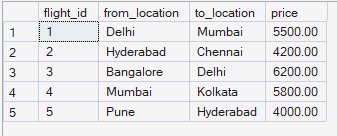 flight_id from_location to_location price
1 1 Delhi Mumbai 5500.00
2 2 Hyderabad Chennai 4200.00
3 3 Bangalore Delhi 6200.00
4 4 Mumbai Kolkata 5800.00
5 5 Pune Hyderabad 4000.00